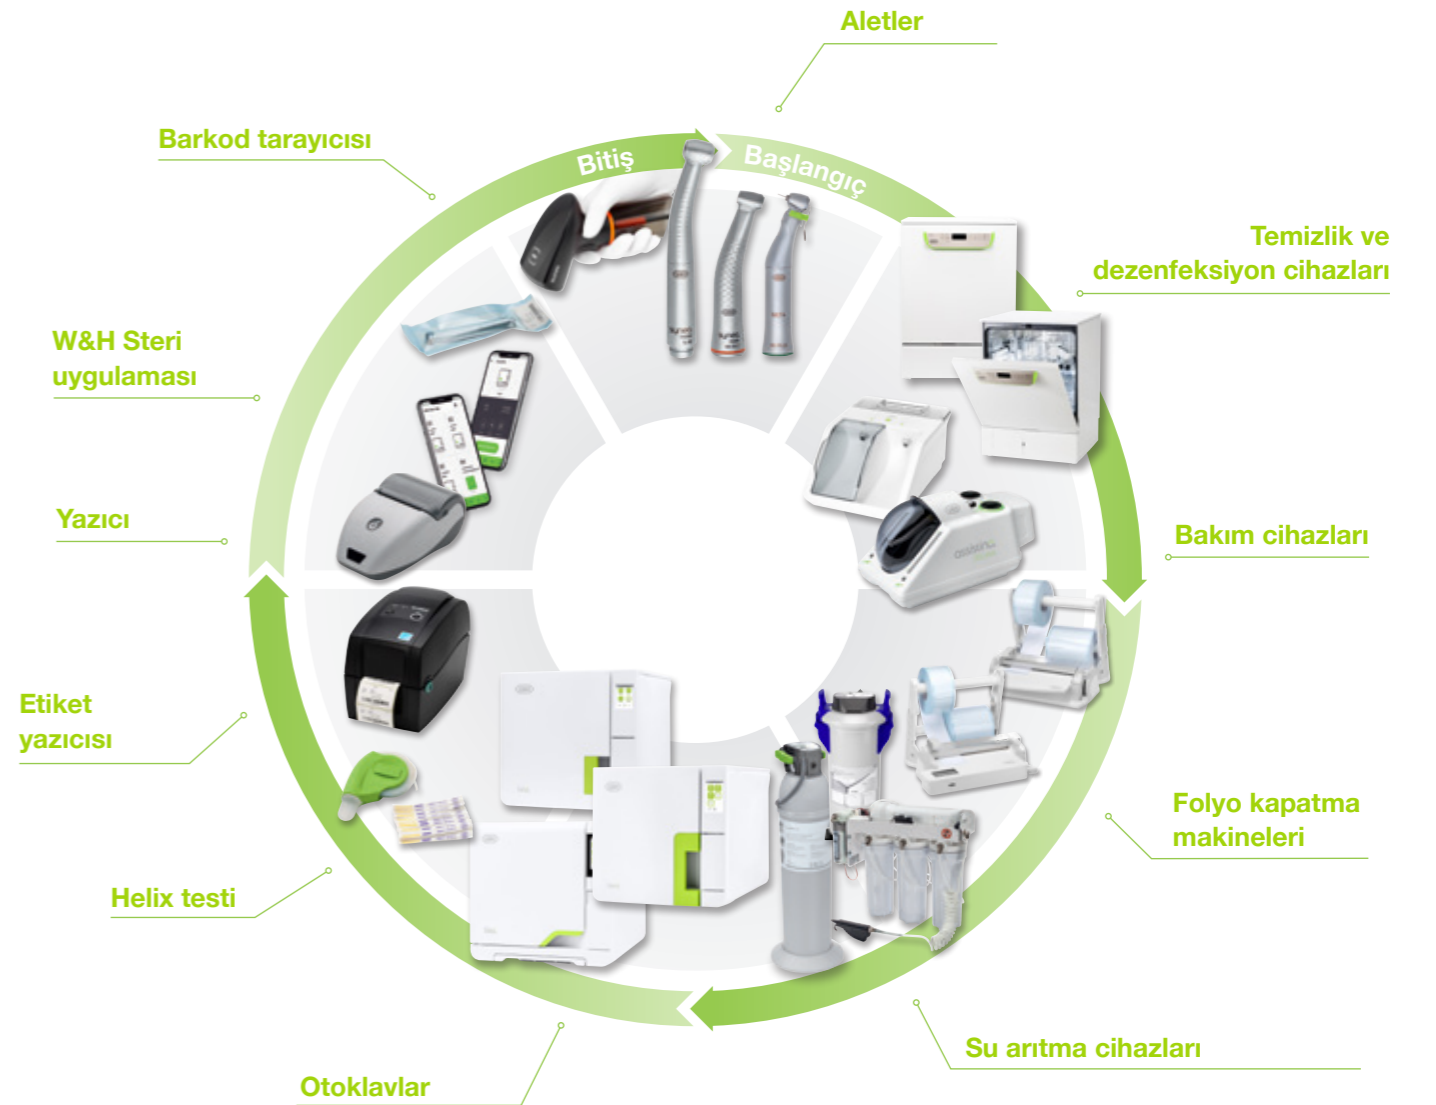 Aletler
Barkod tarayıcısı
Bitiş
Başlangıç
Temizlik ve
dezenfeksiyon cihazları
W&H Steri
uygulaması
Yazıcı
Bakım cihazları
assistina
Etiket
yazıcısı
Folyo kapatma
makineleri
Helix testi
Su arıtma cihazları
Otoklavlar